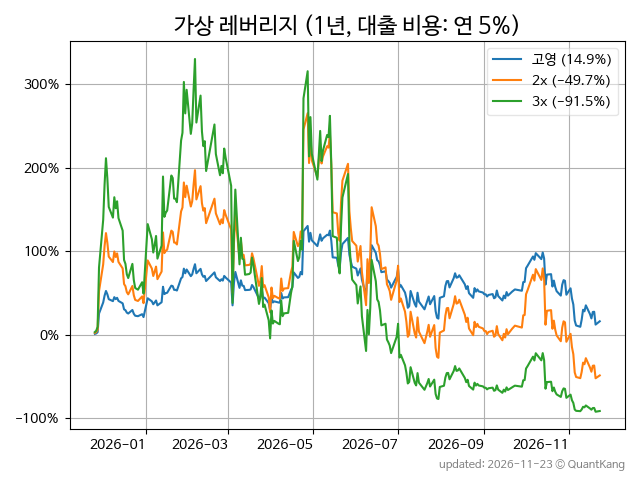 가상 레버리지 (1년, 대출 비용: 연 5%)
고영 (14.9%)
2x (−49.7%)
3x (−91.5%)
300%
200%
100%
0%
−100%
2026-01 2026-03 2026-05 2026-07 2026-09 2026-11
updated: 2026-11-23 © QuantKang